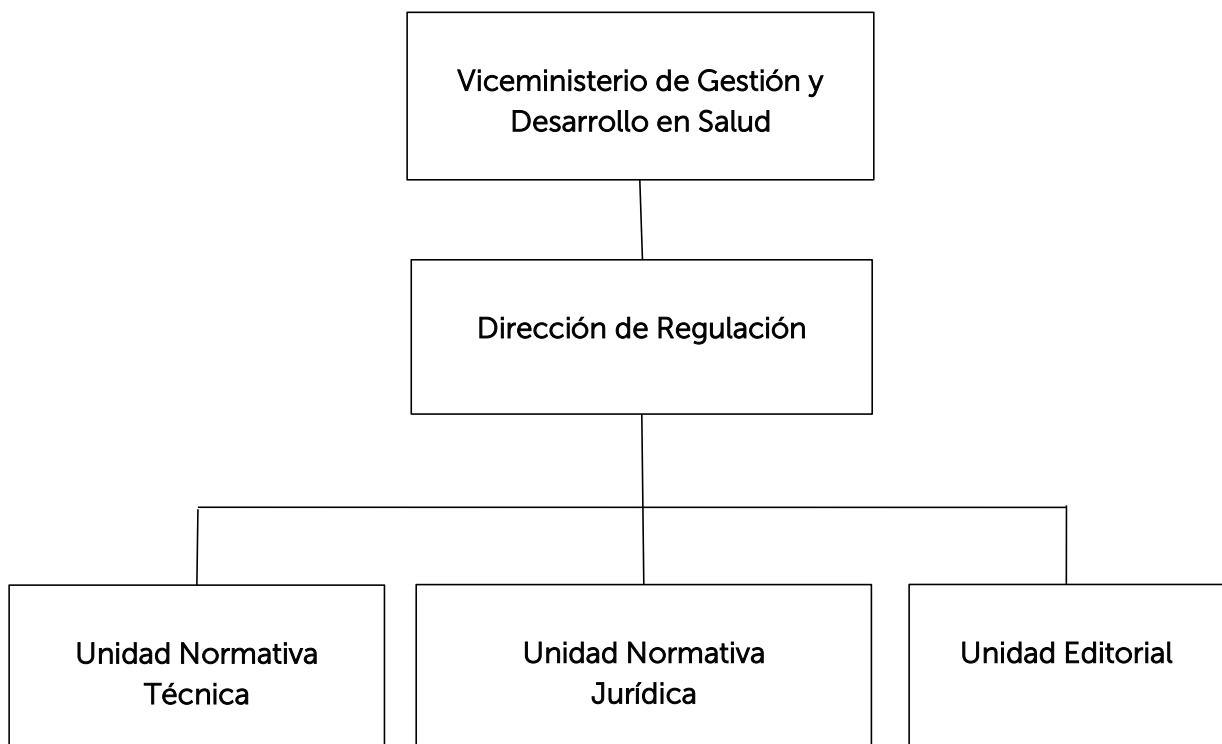 Viceministerio de Gestión y
Desarrollo en Salud
Dirección de Regulación
Unidad Normativa
Técnica
Unidad Normativa
Jurídica
Unidad Editorial